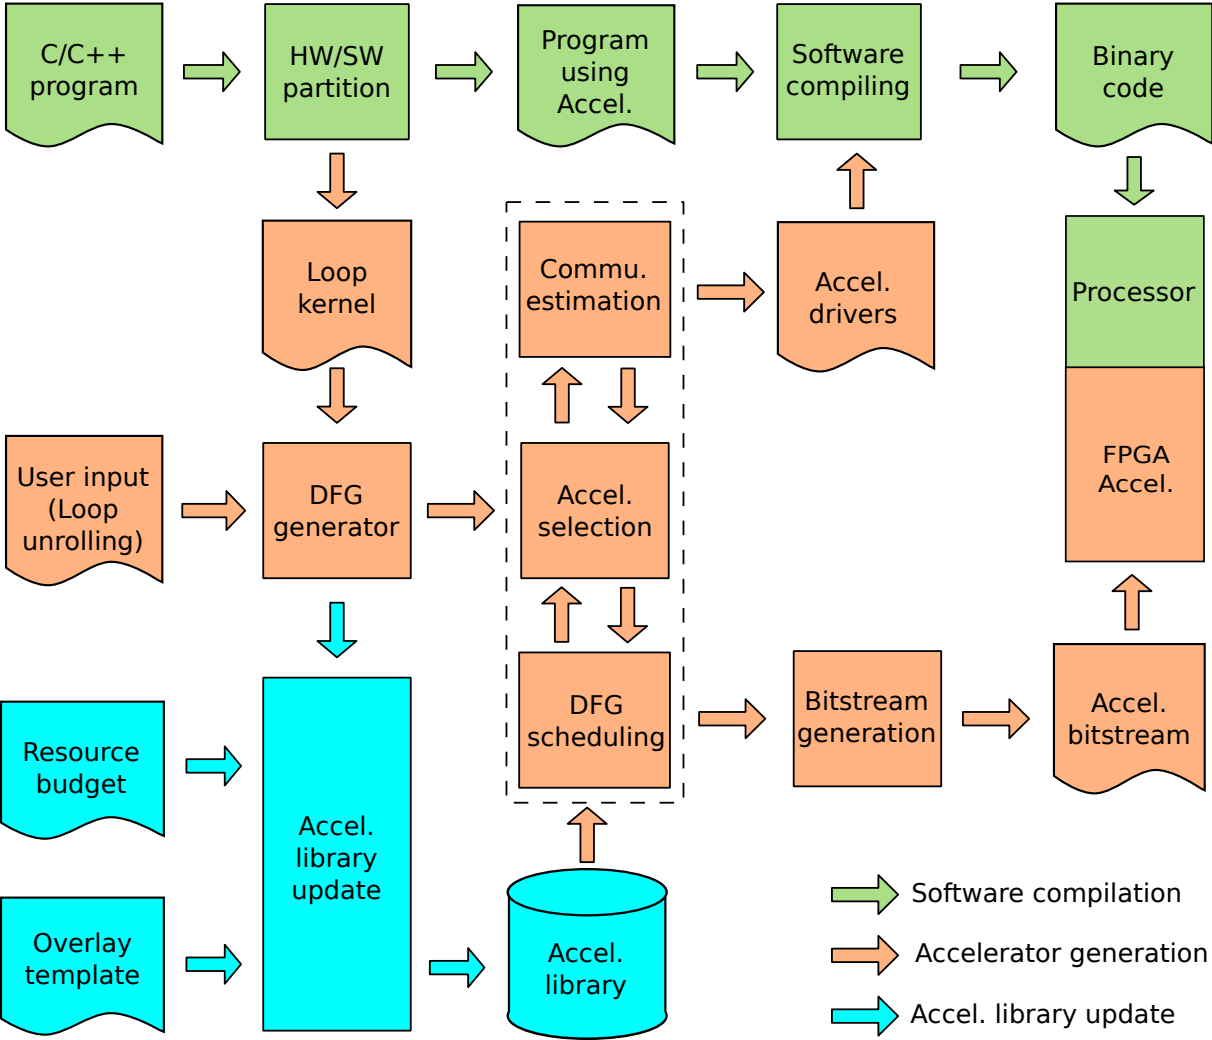 C/C++
program
HW/SW
partition
Program
using
Accel.
Software
compiling
Binary
code
Loop
kernel
Commu.
estimation
Accel.
drivers
Processor
User input
(Loop
unrolling)
DFG
generator
Accel.
selection
FPGA
Accel.
DFG
scheduling
Bitstream
generation
Accel.
bitstream
Resource
budget
Accel.
library
update
Overlay
template
Accel.
library
Software compilation
Accelerator generation
Accel. library update